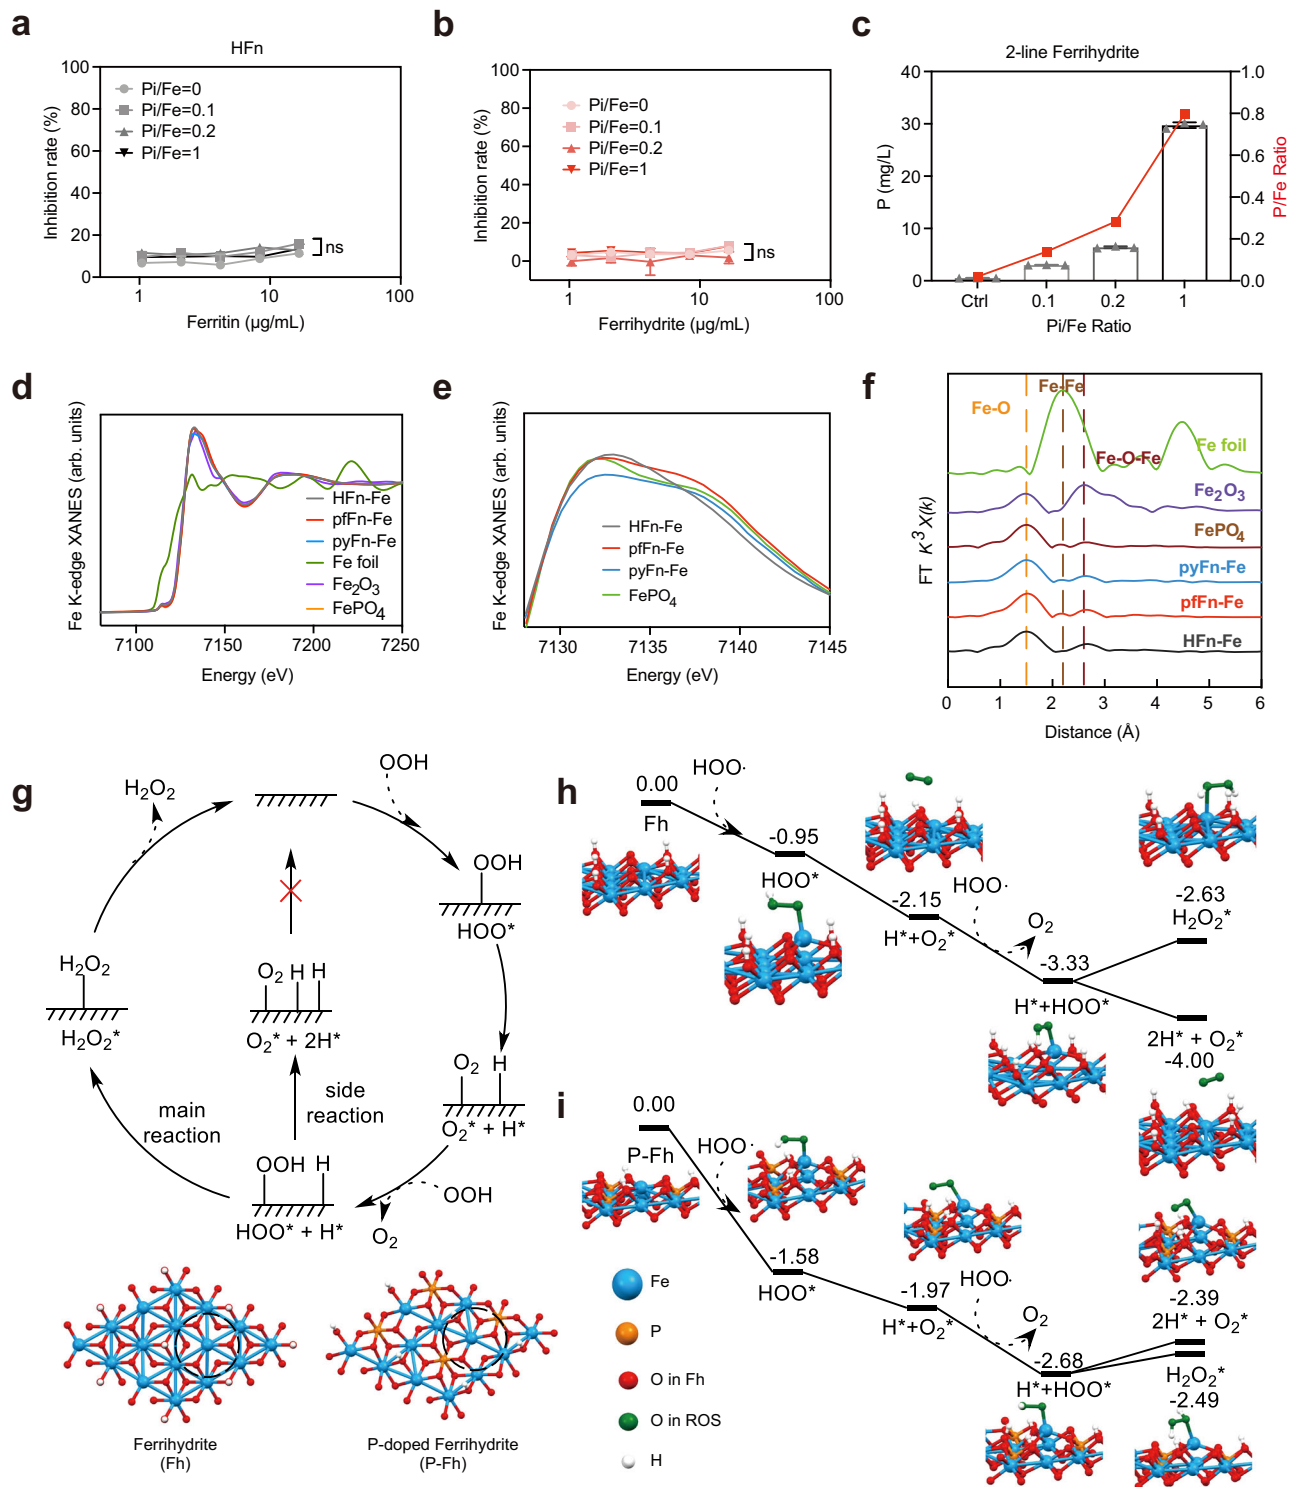 a
HFn
Inhibition rate (%)
100
80
60
40
20
0
Pi/Fe=0
Pi/Fe=0.1
Pi/Fe=0.2
Pi/Fe=1
ns
1
10
100
Ferritin (µg/mL)
b
Inhibition rate (%)
100
80
60
40
20
0
Pi/Fe=0
Pi/Fe=0.1
Pi/Fe=0.2
Pi/Fe=1
ns
1
10
100
Ferrihydrite (µg/mL)
c
2-line Ferrihydrite
P (mg/L)
40
30
20
10
0
1.0
0.8
0.6
0.4
0.2
0.0
P/Fe Ratio
Ctrl
0.1
0.2
1
Pi/Fe Ratio
d
Fe K-edge XANES (arb. units)
HFn-Fe
pfFn-Fe
pyFn-Fe
Fe foil
Fe₂O₃
FePO₄
7100
7150
7200
7250
Energy (eV)
e
Fe K-edge XANES (arb. units)
HFn-Fe
pfFn-Fe
pyFn-Fe
FePO₄
7130
7135
7140
7145
Energy (eV)
f
FT K³ X(k)
Fe-Fe
Fe-O
Fe foil
Fe-O-Fe
Fe₂O₃
FePO₄
pyFn-Fe
pfFn-Fe
HFn-Fe
0
1
2
3
4
5
6
Distance (Å)
g
H₂O₂
OOH
OOH
HOO*
O₂ H
O₂* + H*
OOH
O₂
OOH H
HOO* + H*
main
reaction
side
reaction
H₂O₂
H₂O₂*
O₂ H H
O₂* + 2H*
Ferrihydrite
(Fh)
P-doped Ferrihydrite
(P-Fh)
h
0.00
Fh
HOO·
-0.95
HOO*
-2.15
H*+O₂*
HOO·
O₂
-3.33
H*+HOO*
-2.63
H₂O₂*
2H* + O₂*
-4.00
i
0.00
P-Fh
HOO·
-1.58
HOO*
-1.97
H*+O₂*
HOO·
O₂
-2.68
H*+HOO*
-2.39
2H* + O₂*
H₂O₂*
-2.49
Fe
P
O in Fh
O in ROS
H